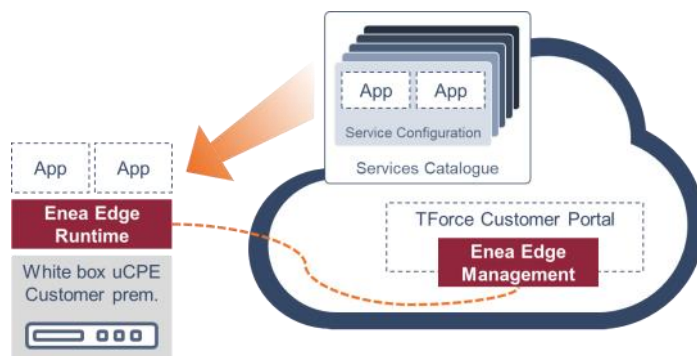 App
App
Service Configuration
Services Catalogue
App
App
Enea Edge
Runtime
White box uCPE
Customer prem.
TForce Customer Portal
Enea Edge
Management